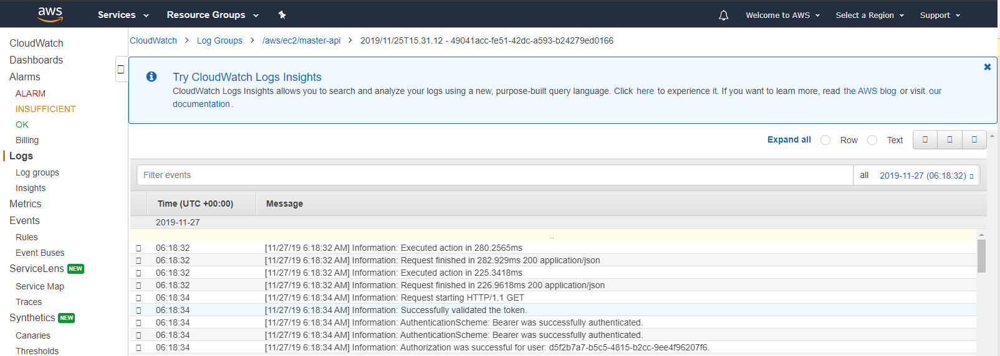 aws Services Resource Groups Welcome to AWS Select a Region Support
CloudWatch
Dashboards
Alarms
ALARM
INSUFFICIENT
OK
Billing
Logs
Log groups
Insights
Metrics
Events
Rules
Event Buses
ServiceLens NEW
Service Map
Traces
Synthetics NEW
Canaries
Thresholds
CloudWatch > Log Groups > /aws/ec2/master-api > 2019/11/25T15.31.12 - 49041acc-fe51-42dc-a593-b24279ed0166
Try CloudWatch Logs Insights
CloudWatch Logs Insights allows you to search and analyze your logs using a new, purpose-built query language. Click here to experience it. If you want to learn more, read the AWS blog or visit our
documentation.
Expand all Row Text
Filter events all 2019-11-27 (06:18:32)
Time (UTC +00:00) Message
2019-11-27
..
06:18:32 [11/27/19 6:18:32 AM] Information: Executed action in 280.2565ms
06:18:32 [11/27/19 6:18:32 AM] Information: Request finished in 282.929ms 200 application/json
06:18:32 [11/27/19 6:18:32 AM] Information: Executed action in 225.3418ms
06:18:32 [11/27/19 6:18:32 AM] Information: Request finished in 226.9618ms 200 application/json
06:18:34 [11/27/19 6:18:34 AM] Information: Request starting HTTP/1.1 GET
06:18:34 [11/27/19 6:18:34 AM] Information: Successfully validated the token.
06:18:34 [11/27/19 6:18:34 AM] Information: AuthenticationScheme: Bearer was successfully authenticated.
06:18:34 [11/27/19 6:18:34 AM] Information: AuthenticationScheme: Bearer was successfully authenticated.
06:18:34 [11/27/19 6:18:34 AM] Information: Authorization was successful for user: d5f2b7a7-b5c5-4815-b2cc-9ee4f96207f6.